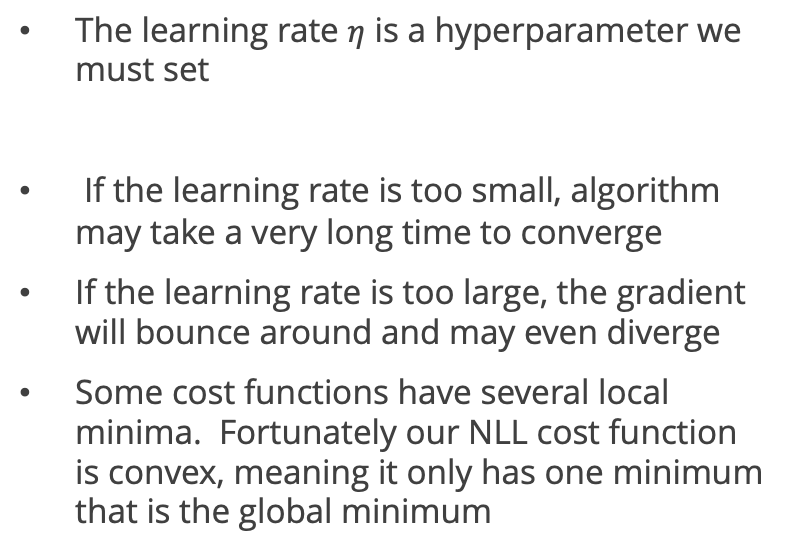 • The learning rate η is a hyperparameter we
must set
• If the learning rate is too small, algorithm
may take a very long time to converge
• If the learning rate is too large, the gradient
will bounce around and may even diverge
• Some cost functions have several local
minima. Fortunately our NLL cost function
is convex, meaning it only has one minimum
that is the global minimum